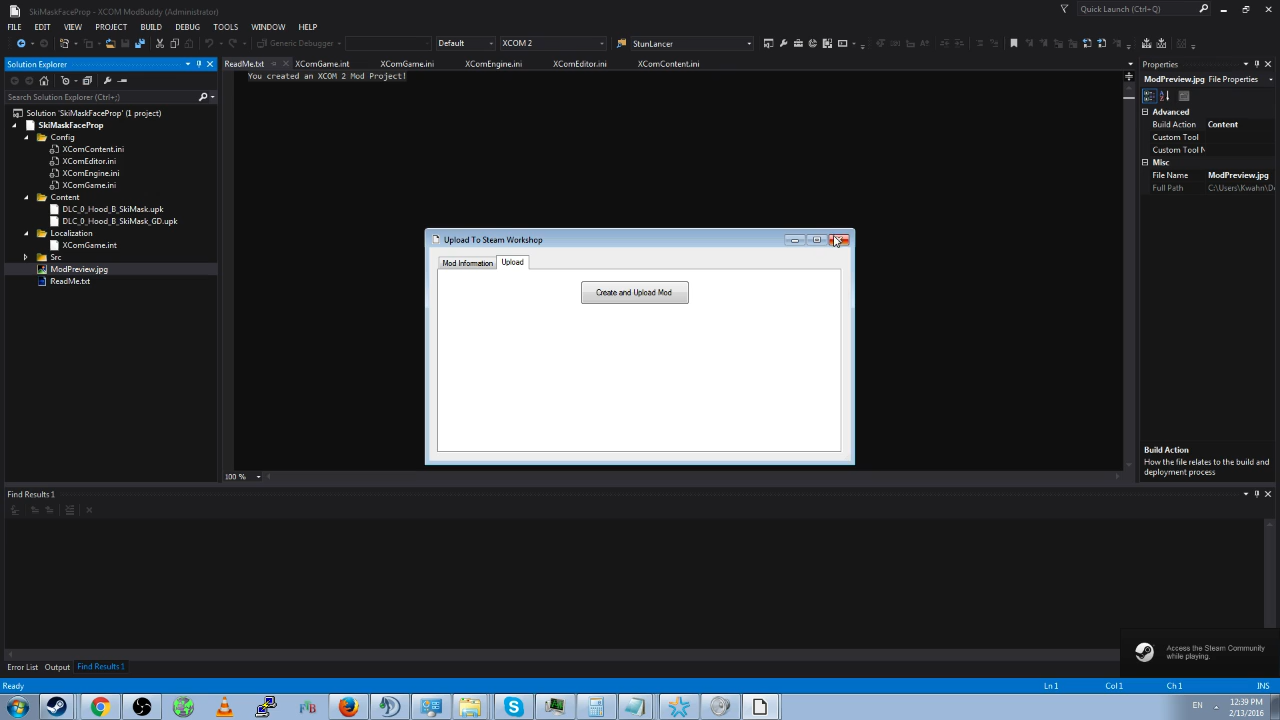 SkiMaskFaceProp - XCOM ModBuddy (Administrator)
Quick Launch (Ctrl+Q)
FILE EDIT VIEW PROJECT BUILD DEBUG TOOLS WINDOW HELP
Generic Debugger Default XCOM 2 StunLancer
Solution Explorer
ReadMe.txt XComGame.int XComGame.ini XComEngine.ini XComEditor.ini XComContent.ini
Properties
You created an XCOM 2 Mod Project!
ModPreview.jpg File Properties
Search Solution Explorer (Ctrl+;)
Solution 'SkiMaskFaceProp' (1 project)
SkiMaskFaceProp
Config
XComContent.ini
XComEditor.ini
XComEngine.ini
XComGame.ini
Content
DLC_0_Hood_B_SkiMask.upk
DLC_0_Hood_B_SkiMask_GD.upk
Localization
XComGame.int
Src
ModPreview.jpg
ReadMe.txt
Advanced
Build Action Content
Custom Tool
Custom Tool N
Misc
File Name ModPreview.jpg
Full Path C:\Users\Kwahn\D
Upload To Steam Workshop
Mod Information Upload
Create and Upload Mod
Build Action
How the file relates to the build and
deployment process
100 %
Find Results 1
Access the Steam Community
while playing.
Error List Output Find Results 1
Ready Ln 1 Col 1 Ch 1 INS
EN 12:39 PM
2/13/2016